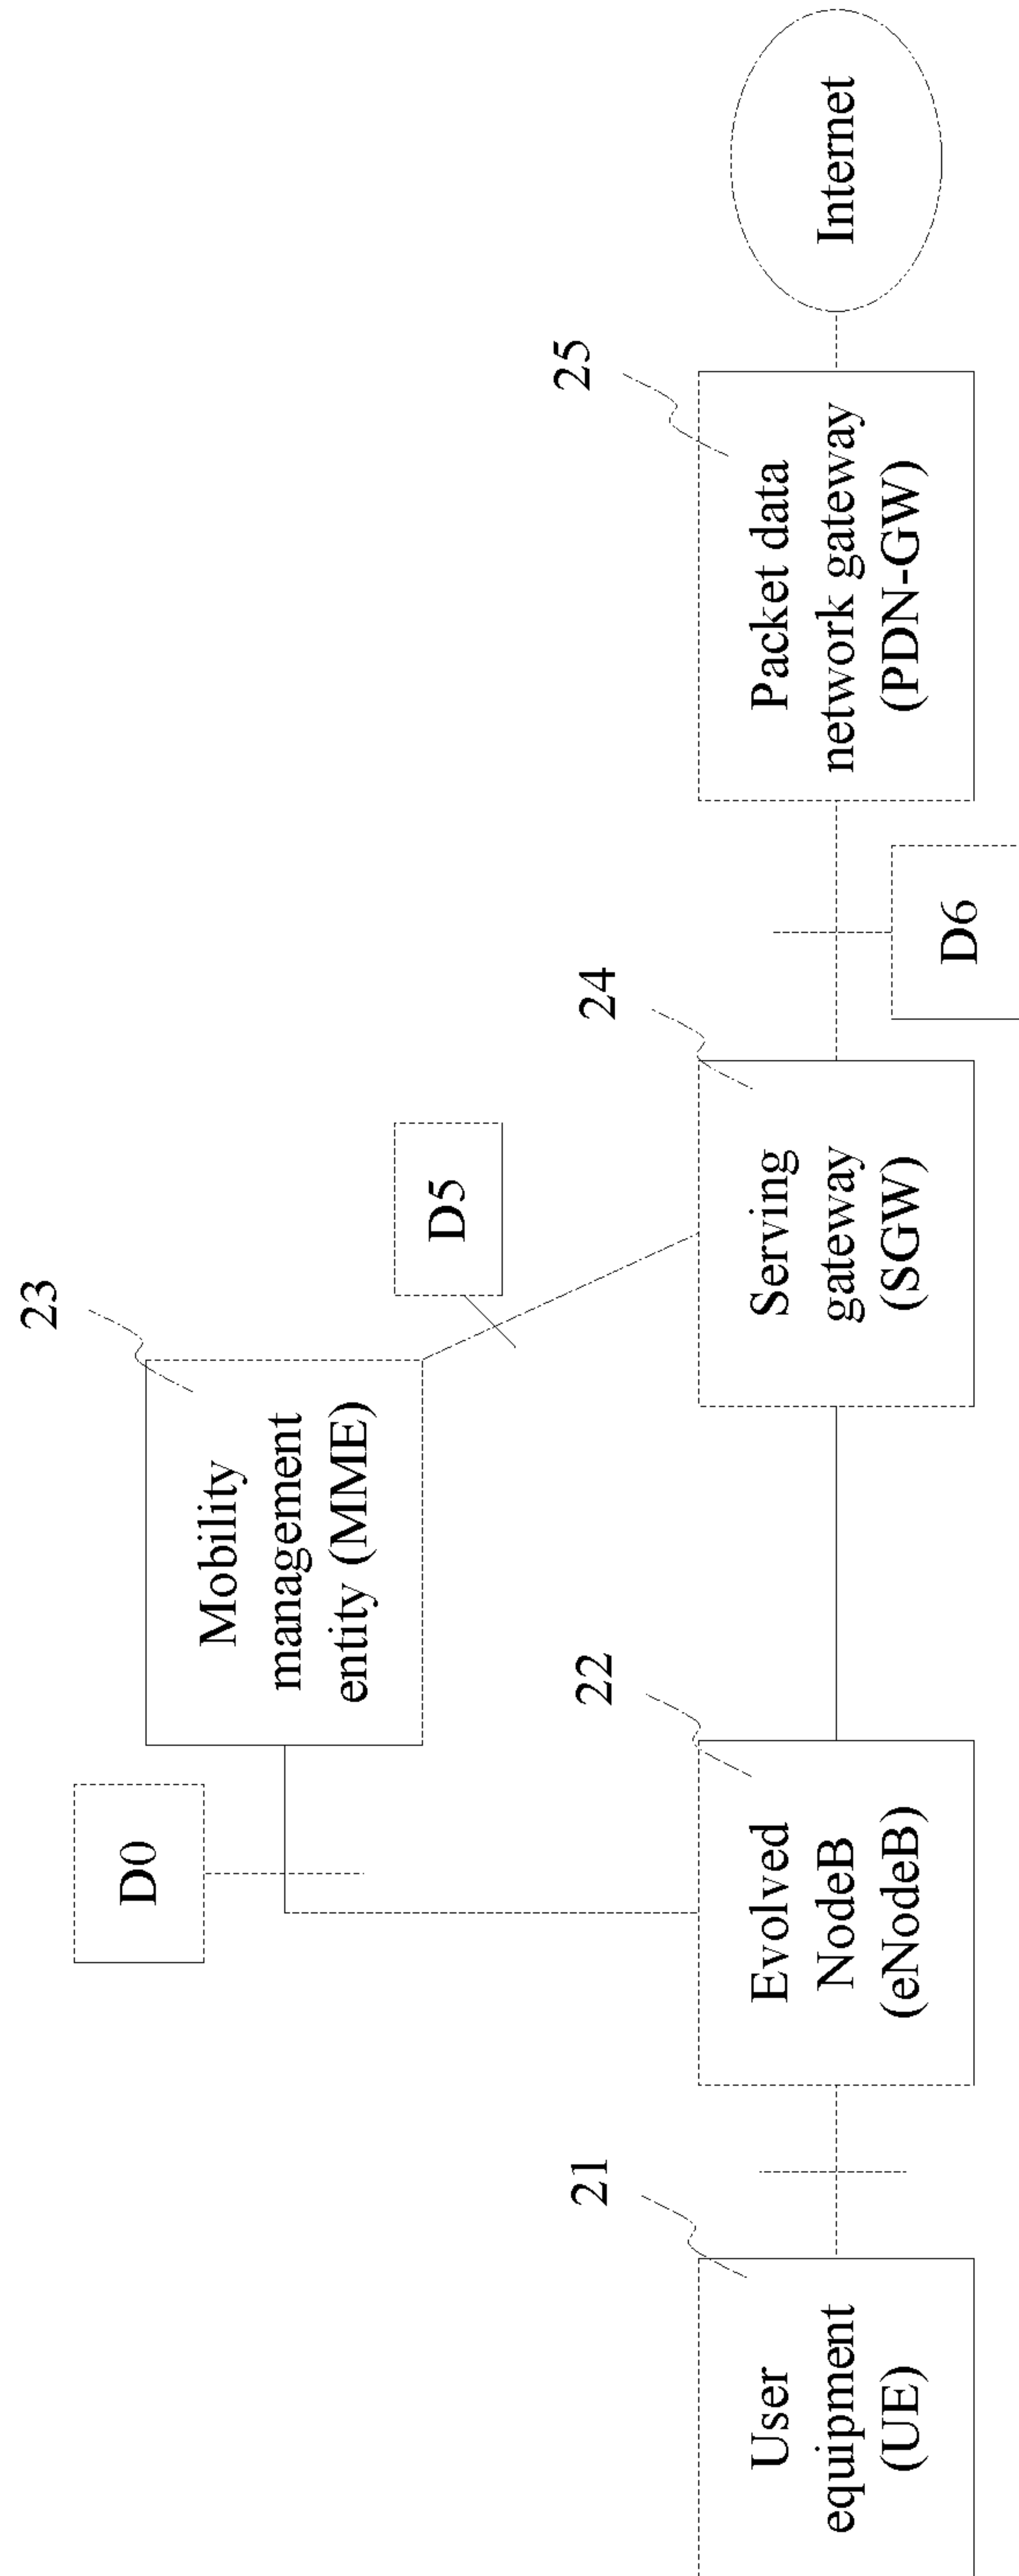 23
D0
Mobility
management
entity (MME)
D5
21
22
24
25
User
equipment
(UE)
Evolved
NodeB
(eNodeB)
Serving
gateway
(SGW)
Packet data
network gateway
(PDN-GW)
Internet
D6